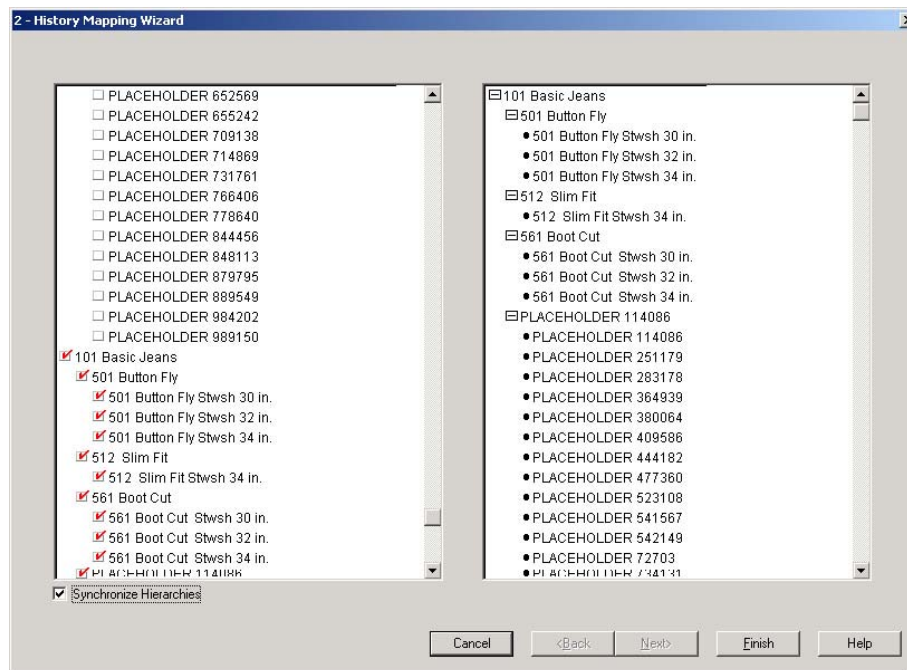 2 - History Mapping Wizard
PLACEHOLDER 652569
PLACEHOLDER 655242
PLACEHOLDER 709138
PLACEHOLDER 714869
PLACEHOLDER 731761
PLACEHOLDER 766406
PLACEHOLDER 778640
PLACEHOLDER 844456
PLACEHOLDER 848113
PLACEHOLDER 879795
PLACEHOLDER 889549
PLACEHOLDER 984202
PLACEHOLDER 989150
101 Basic Jeans
501 Button Fly
501 Button Fly Stwsh 30 in.
501 Button Fly Stwsh 32 in.
501 Button Fly Stwsh 34 in.
512 Slim Fit
512 Slim Fit Stwsh 34 in.
561 Boot Cut
561 Boot Cut Stwsh 30 in.
561 Boot Cut Stwsh 32 in.
561 Boot Cut Stwsh 34 in.
PLACEHOLDER 114086
Synchronize Hierarchies
101 Basic Jeans
501 Button Fly
501 Button Fly Stwsh 30 in.
501 Button Fly Stwsh 32 in.
501 Button Fly Stwsh 34 in.
512 Slim Fit
512 Slim Fit Stwsh 34 in.
561 Boot Cut
561 Boot Cut Stwsh 30 in.
561 Boot Cut Stwsh 32 in.
561 Boot Cut Stwsh 34 in.
PLACEHOLDER 114086
PLACEHOLDER 114086
PLACEHOLDER 251179
PLACEHOLDER 283178
PLACEHOLDER 364939
PLACEHOLDER 380064
PLACEHOLDER 409586
PLACEHOLDER 444182
PLACEHOLDER 477360
PLACEHOLDER 523108
PLACEHOLDER 541567
PLACEHOLDER 542149
PLACEHOLDER 72703
PLACEHOLDER 734131
Cancel
<Back
Next>
Finish
Help